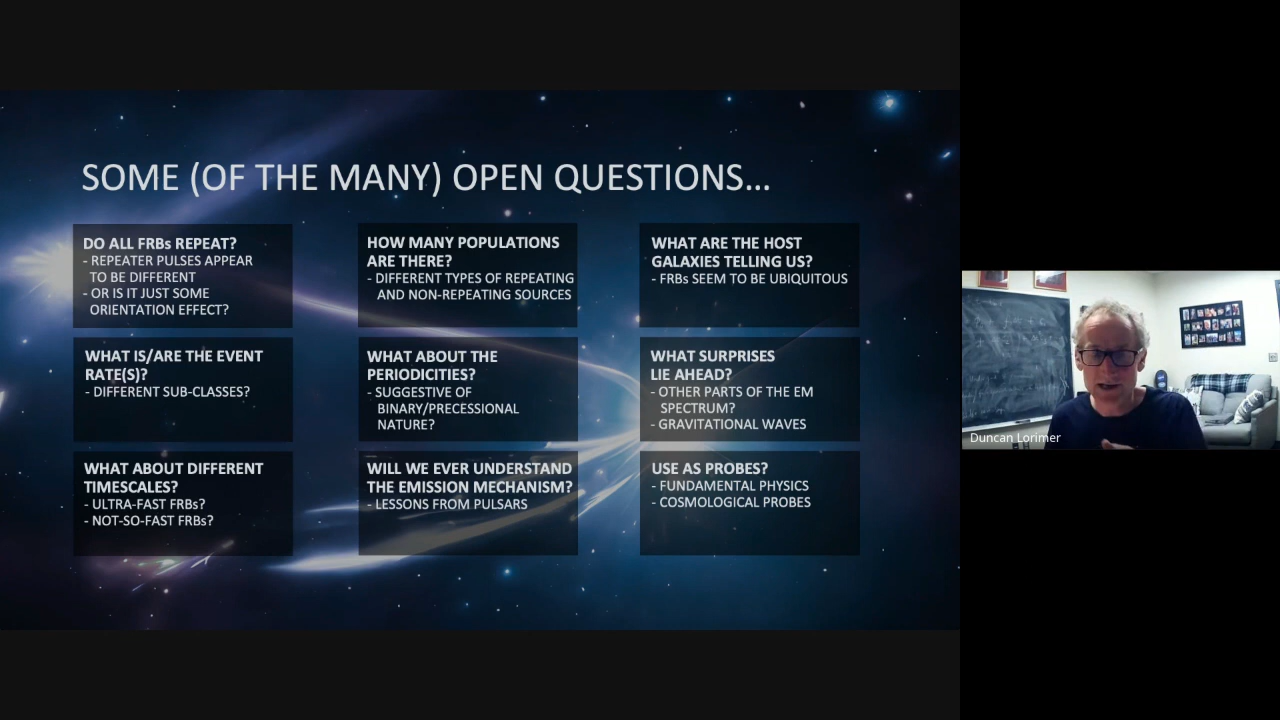 SOME (OF THE MANY) OPEN QUESTIONS...
DO ALL FRBs REPEAT?
- REPEATER PULSES APPEAR
TO BE DIFFERENT
- OR IS IT JUST SOME
ORIENTATION EFFECT?
HOW MANY POPULATIONS
ARE THERE?
- DIFFERENT TYPES OF REPEATING
AND NON-REPEATING SOURCES
WHAT ARE THE HOST
GALAXIES TELLING US?
- FRBs SEEM TO BE UBIQUITOUS
WHAT IS/ARE THE EVENT
RATE(S)?
- DIFFERENT SUB-CLASSES?
WHAT ABOUT THE
PERIODICITIES?
- SUGGESTIVE OF
BINARY/PRECESSIONAL
NATURE?
WHAT SURPRISES
LIE AHEAD?
- OTHER PARTS OF THE EM
SPECTRUM?
- GRAVITATIONAL WAVES
WHAT ABOUT DIFFERENT
TIMESCALES?
- ULTRA-FAST FRBs?
- NOT-SO-FAST FRBs?
WILL WE EVER UNDERSTAND
THE EMISSION MECHANISM?
- LESSONS FROM PULSARS
USE AS PROBES?
- FUNDAMENTAL PHYSICS
- COSMOLOGICAL PROBES
Duncan Lorimer